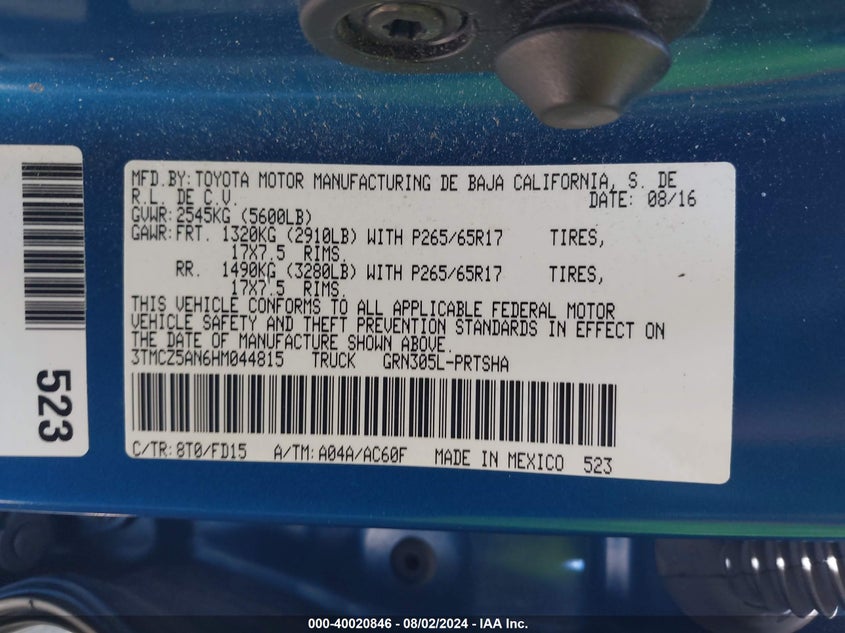 MFD.BY:TOYOTA MOTOR MANUFACTURING DE BAJA CALIFORNIA, S. DE
R.L. DE C.V. DATE: 08/16
GVWR:2545KG (5600LB)
GAWR:FRT. 1320KG (2910LB) WITH P265/65R17 TIRES,
17X7.5 RIMS.
RR. 1490KG (3280LB) WITH P265/65R17 TIRES,
17X7.5 RIMS.
THIS VEHICLE CONFORMS TO ALL APPLICABLE FEDERAL MOTOR
VEHICLE SAFETY AND THEFT PREVENTION STANDARDS IN EFFECT ON
THE DATE OF MANUFACTURE SHOWN ABOVE.
3TMCZ5AN6HM044815 TRUCK GRN305L-PRTSHA
C/TR:8T0/FD15 A/TM:A04A/AC60F MADE IN MEXICO 523
523
000-40020846 - 08/02/2024 - IAA Inc.